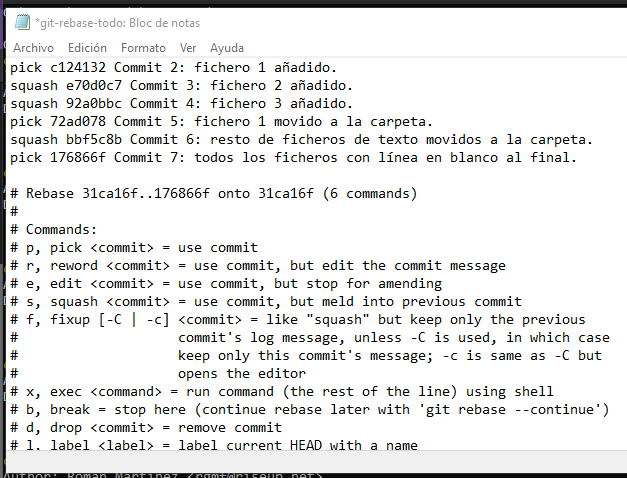 *git-rebase-todo: Bloc de notas
Archivo Edición Formato Ver Ayuda
pick c124132 Commit 2: fichero 1 añadido.
squash e70d0c7 Commit 3: fichero 2 añadido.
squash 92a0bbc Commit 4: fichero 3 añadido.
pick 72ad078 Commit 5: fichero 1 movido a la carpeta.
squash bbf5c8b Commit 6: resto de ficheros de texto movidos a la carpeta.
pick 176866f Commit 7: todos los ficheros con línea en blanco al final.
# Rebase 31ca16f..176866f onto 31ca16f (6 commands)
#
# Commands:
# p, pick <commit> = use commit
# r, reword <commit> = use commit, but edit the commit message
# e, edit <commit> = use commit, but stop for amending
# s, squash <commit> = use commit, but meld into previous commit
# f, fixup [-C | -c] <commit> = like "squash" but keep only the previous
#                    commit's log message, unless -C is used, in which case
#                    keep only this commit's message; -c is same as -C but
#                    opens the editor
# x, exec <command> = run command (the rest of the line) using shell
# b, break = stop here (continue rebase later with 'git rebase --continue')
# d, drop <commit> = remove commit
# l, label <label> = label current HEAD with a name